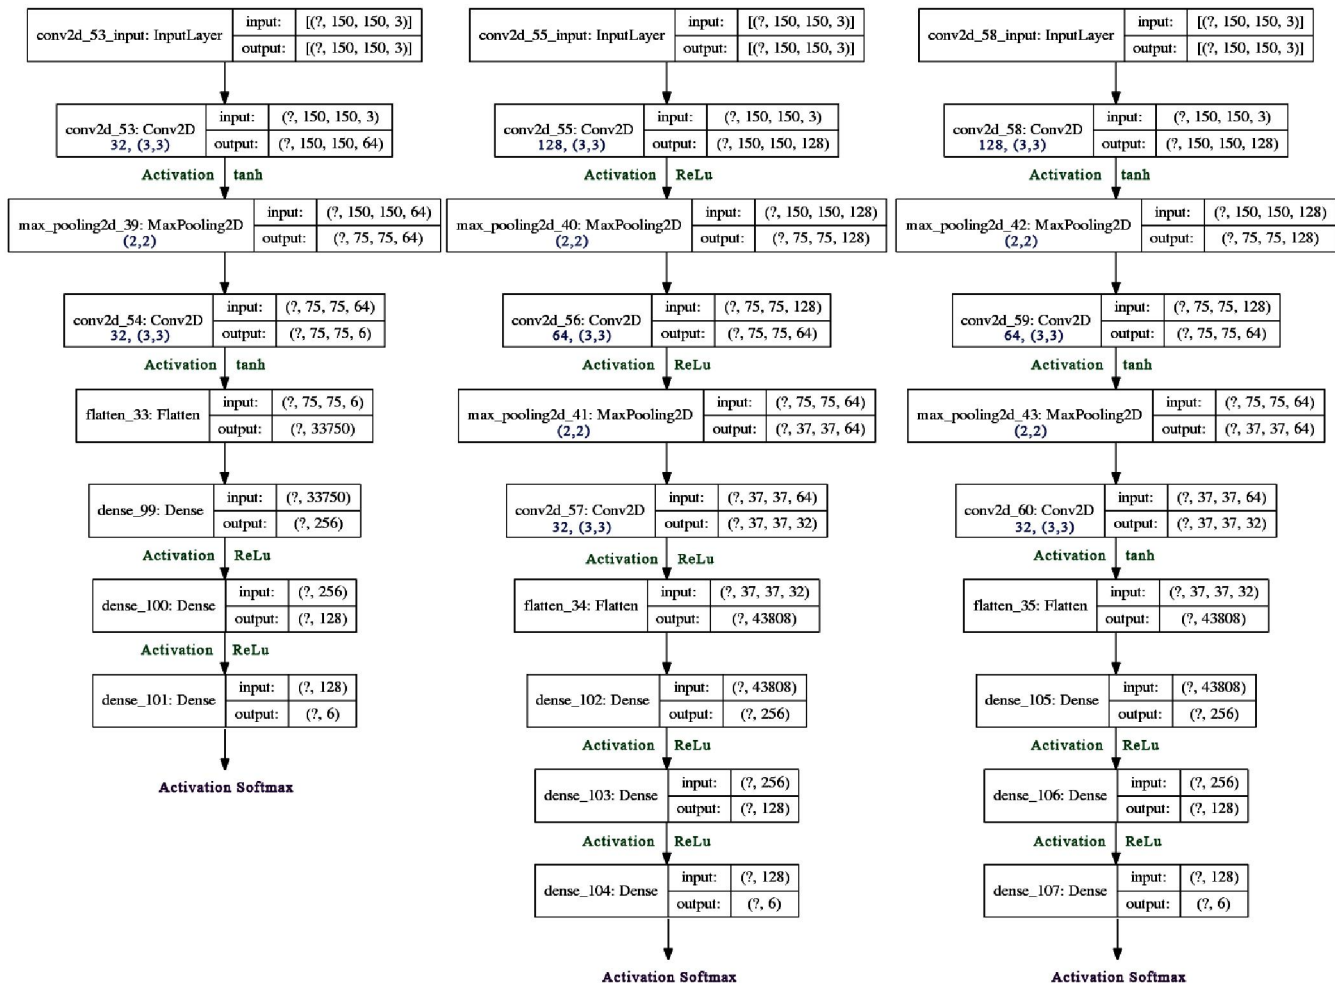 conv2d_53_input: InputLayer
input: [(?, 150, 150, 3)]
output: [(?, 150, 150, 3)]
conv2d_53: Conv2D
32, (3,3)
input: (?, 150, 150, 3)
output: (?, 150, 150, 64)
Activation tanh
max_pooling2d_39: MaxPooling2D
(2,2)
input: (?, 150, 150, 64)
output: (?, 75, 75, 64)
conv2d_54: Conv2D
32, (3,3)
input: (?, 75, 75, 64)
output: (?, 75, 75, 6)
Activation tanh
flatten_33: Flatten
input: (?, 75, 75, 6)
output: (?, 33750)
dense_99: Dense
input: (?, 33750)
output: (?, 256)
Activation ReLu
dense_100: Dense
input: (?, 256)
output: (?, 128)
Activation ReLu
dense_101: Dense
input: (?, 128)
output: (?, 6)
Activation Softmax
conv2d_55_input: InputLayer
input: [(?, 150, 150, 3)]
output: [(?, 150, 150, 3)]
conv2d_55: Conv2D
128, (3,3)
input: (?, 150, 150, 3)
output: (?, 150, 150, 128)
Activation ReLu
max_pooling2d_40: MaxPooling2D
(2,2)
input: (?, 150, 150, 128)
output: (?, 75, 75, 128)
conv2d_56: Conv2D
64, (3,3)
input: (?, 75, 75, 128)
output: (?, 75, 75, 64)
Activation ReLu
max_pooling2d_41: MaxPooling2D
(2,2)
input: (?, 75, 75, 64)
output: (?, 37, 37, 64)
conv2d_57: Conv2D
32, (3,3)
input: (?, 37, 37, 64)
output: (?, 37, 37, 32)
Activation ReLu
flatten_34: Flatten
input: (?, 37, 37, 32)
output: (?, 43808)
dense_102: Dense
input: (?, 43808)
output: (?, 256)
Activation ReLu
dense_103: Dense
input: (?, 256)
output: (?, 128)
Activation ReLu
dense_104: Dense
input: (?, 128)
output: (?, 6)
Activation Softmax
conv2d_58_input: InputLayer
input: [(?, 150, 150, 3)]
output: [(?, 150, 150, 3)]
conv2d_58: Conv2D
128, (3,3)
input: (?, 150, 150, 3)
output: (?, 150, 150, 128)
Activation tanh
max_pooling2d_42: MaxPooling2D
(2,2)
input: (?, 150, 150, 128)
output: (?, 75, 75, 128)
conv2d_59: Conv2D
64, (3,3)
input: (?, 75, 75, 128)
output: (?, 75, 75, 64)
Activation tanh
max_pooling2d_43: MaxPooling2D
(2,2)
input: (?, 75, 75, 64)
output: (?, 37, 37, 64)
conv2d_60: Conv2D
32, (3,3)
input: (?, 37, 37, 64)
output: (?, 37, 37, 32)
Activation tanh
flatten_35: Flatten
input: (?, 37, 37, 32)
output: (?, 43808)
dense_105: Dense
input: (?, 43808)
output: (?, 256)
Activation ReLu
dense_106: Dense
input: (?, 256)
output: (?, 128)
Activation ReLu
dense_107: Dense
input: (?, 128)
output: (?, 6)
Activation Softmax